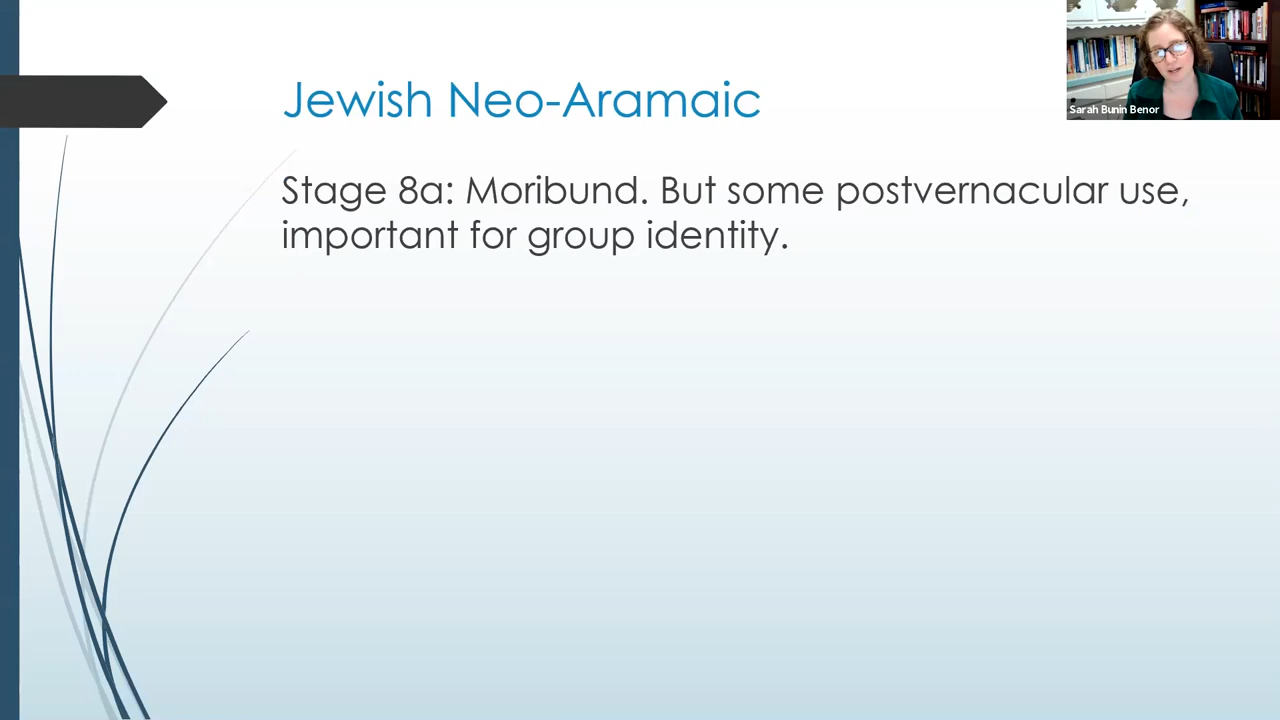 Jewish Neo-Aramaic
Sarah Bunin Benor
Stage 8a: Moribund. But some postvernacular use,
important for group identity.